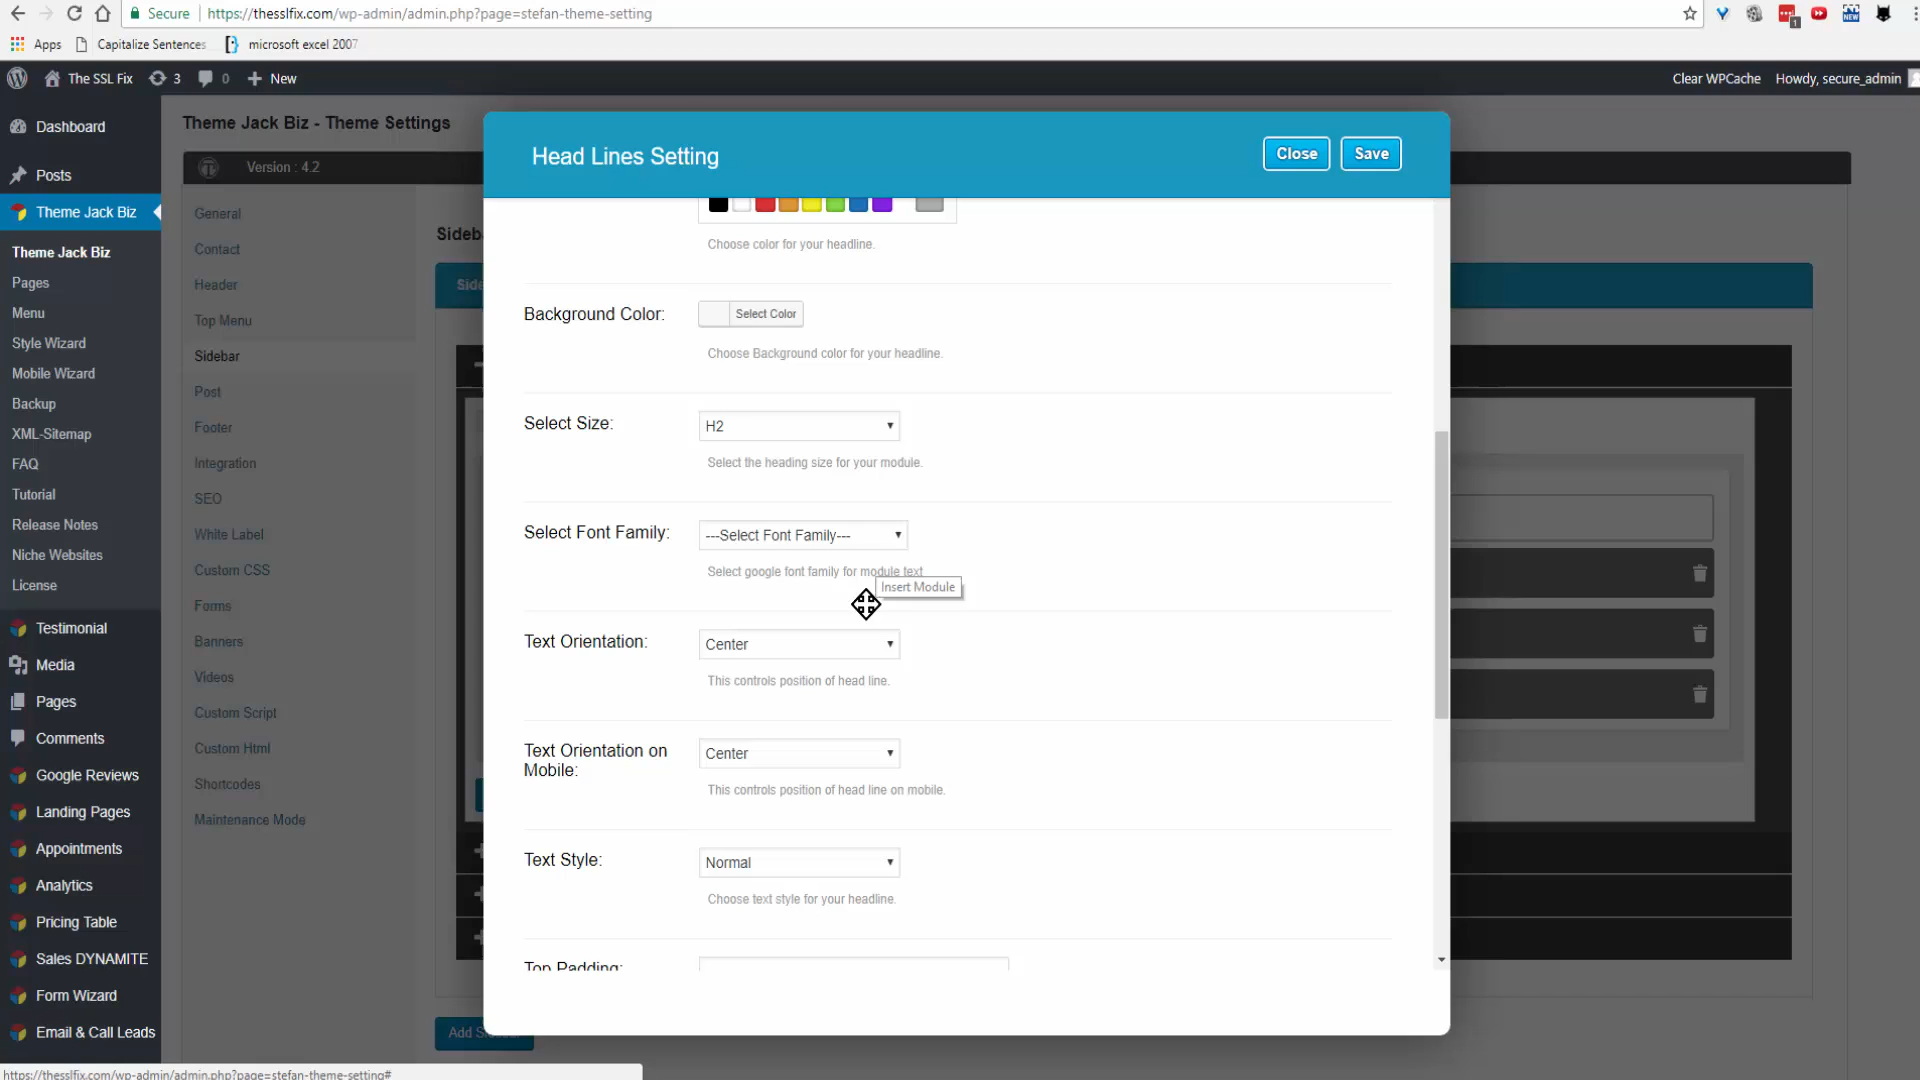 Secure
https://thesslfix.com/wp-admin/admin.php?page=stefan-theme-setting
1
NEW
Apps
Capitalize Sentences
microsoft excel 2007
The SSL Fix
3
0
New
Clear WPCache
Howdy, secure_admin
Dashboard
Posts
Theme Jack Biz
Theme Jack Biz
Pages
Menu
Style Wizard
Mobile Wizard
Backup
XML-Sitemap
FAQ
Tutorial
Release Notes
Niche Websites
License
Testimonial
Media
Pages
Comments
Google Reviews
Landing Pages
Appointments
Analytics
Pricing Table
Sales DYNAMITE
Form Wizard
Email & Call Leads
Theme Jack Biz - Theme Settings
Version : 4.2
General
Contact
Header
Top Menu
Sidebar
Post
Footer
Integration
SEO
White Label
Custom CSS
Forms
Banners
Videos
Custom Script
Custom Html
Shortcodes
Maintenance Mode
Head Lines Setting
Close
Save
Choose color for your headline.
Background Color:
Select Color
Choose Background color for your headline.
Select Size:
H2
Select the heading size for your module.
Select Font Family:
---Select Font Family---
Select google font family for module text
Insert Module
Text Orientation:
Center
This controls position of head line.
Text Orientation on
Mobile:
Center
This controls position of head line on mobile.
Text Style:
Normal
Choose text style for your headline.
Top Padding:
https://thesslfix.com/wp-admin/admin.php?page=stefan-theme-setting#